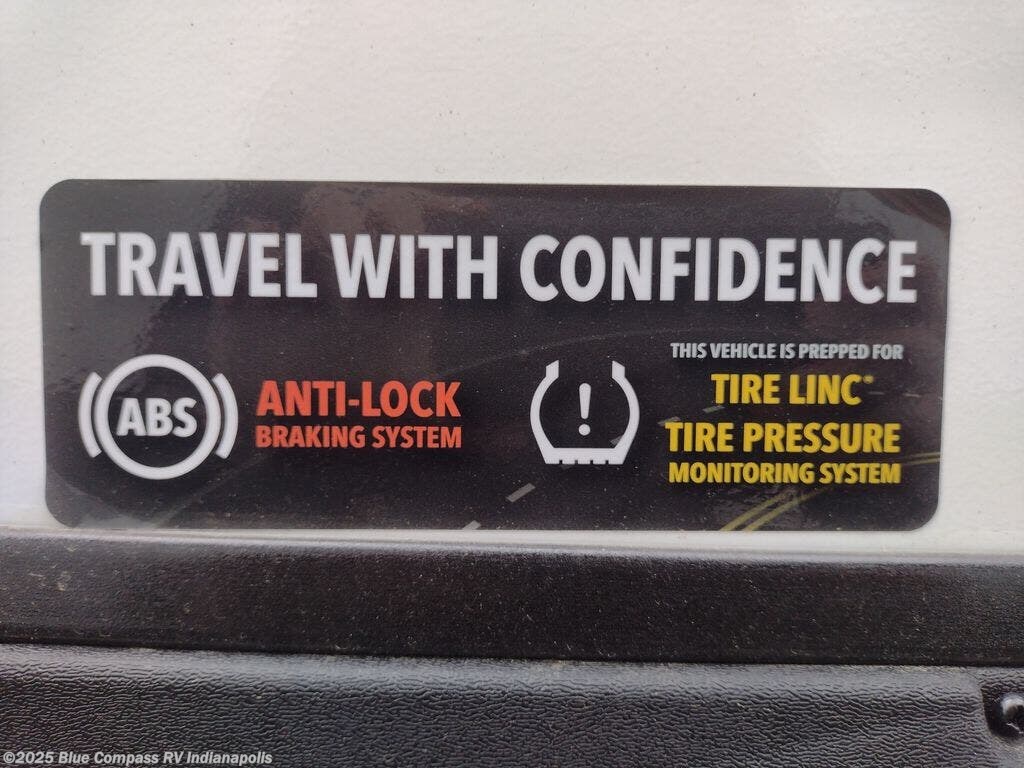 TRAVEL WITH CONFIDENCE
ABS
ANTI-LOCK
BRAKING SYSTEM
!
THIS VEHICLE IS PREPPED FOR
TIRE LINC®
TIRE PRESSURE
MONITORING SYSTEM
©2025 Blue Compass RV Indianapolis